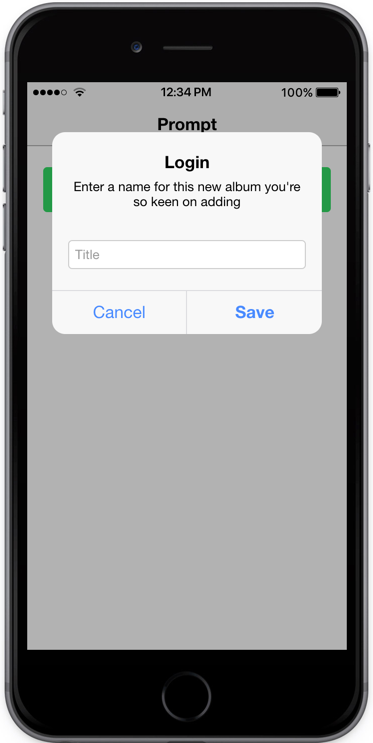 12:34 PM 100%
Prompt
Login
Enter a name for this new album you're
so keen on adding
Title
Cancel Save